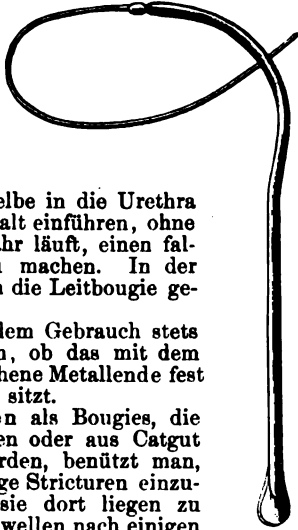 elbe in die Urethra
alt einführen, ohne
hr läuft, einen fal-
machen. In der
die Leitbougie ge-
dem Gebrauch stets
, ob das mit dem
hene Metallende fest
sitzt.
en als Bougies, die
en oder aus Catgut
rden, benützt man,
ge Stricturen einzu-
sie dort liegen zu
wellen nach einigen